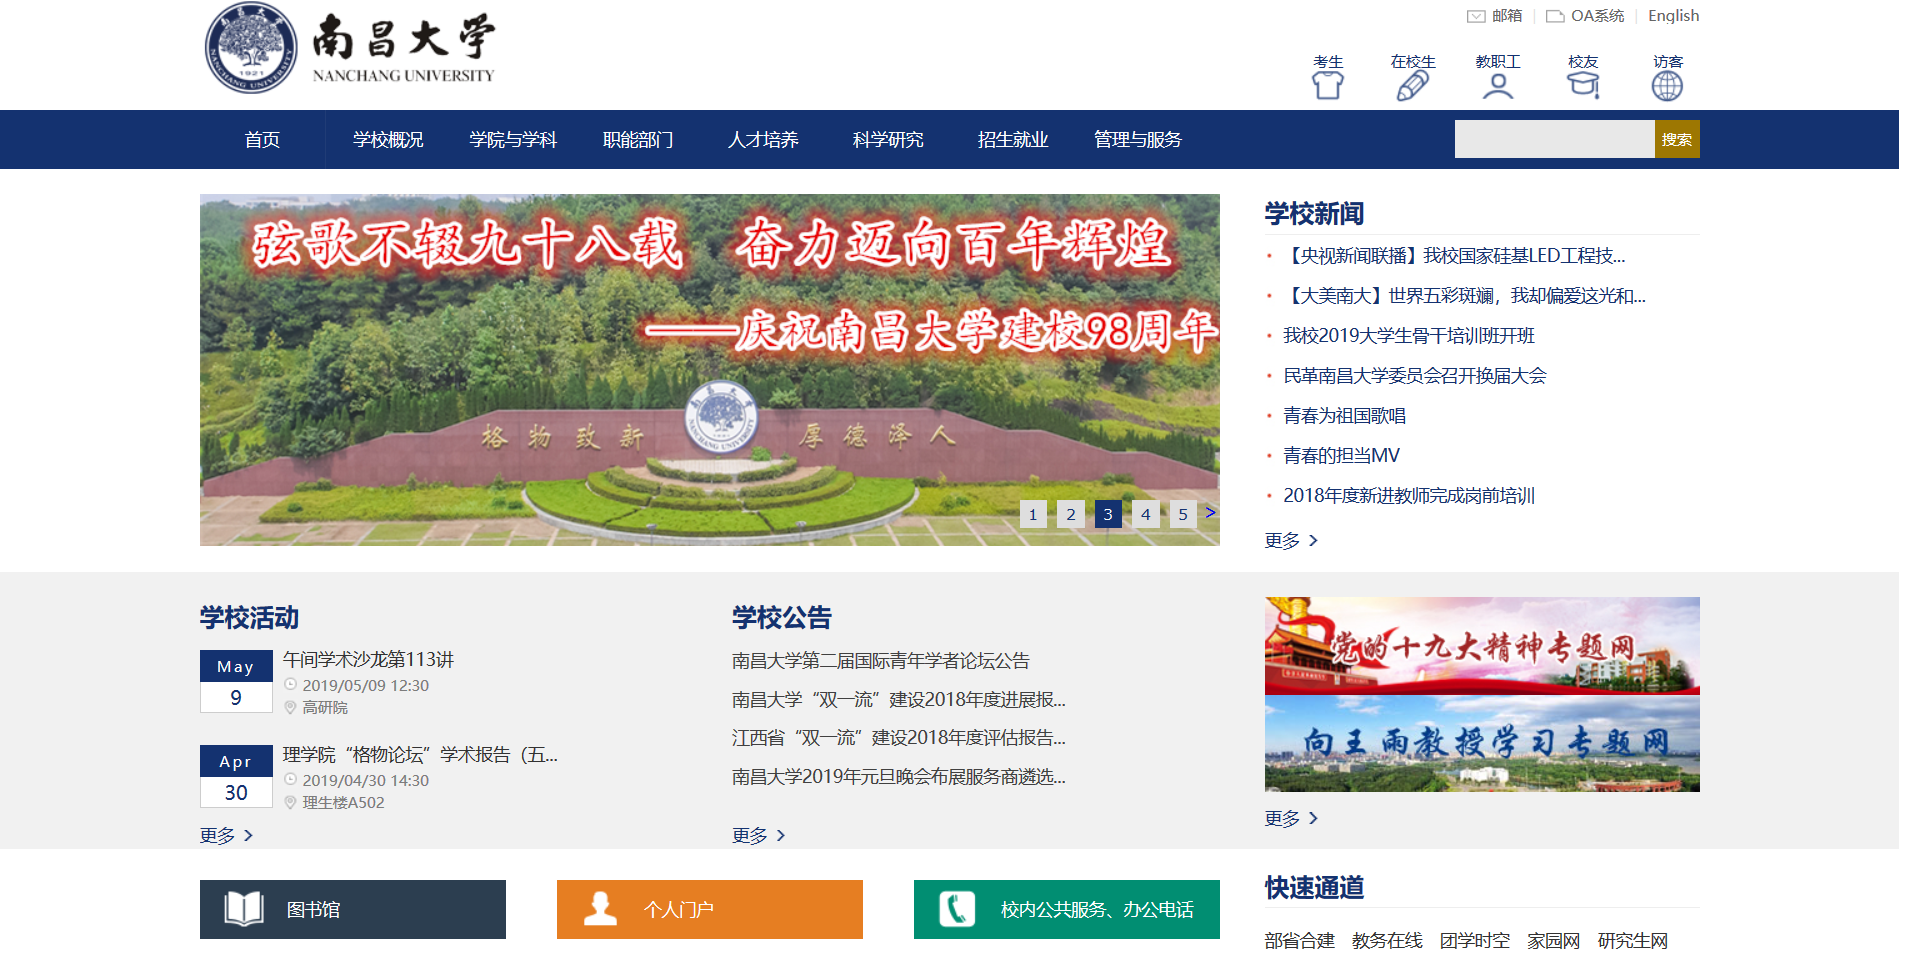 南昌大学
NANCHANG UNIVERSITY
NANCHANG UNIVERSITY
1921
邮箱 OA系统 English
考生 在校生 教职工 校友 访客
首页 学校概况 学院与学科 职能部门 人才培养 科学研究 招生就业 管理与服务 搜索
弦歌不辍九十八载 奋力迈向百年辉煌
——庆祝南昌大学建校98周年
格物致新 厚德泽人
NANCHANG UNIVERSITY
1 2 3 4 5 >
学校新闻
【央视新闻联播】我校国家硅基LED工程技...
【大美南大】世界五彩斑斓，我却偏爱这光和...
我校2019大学生骨干培训班开班
民革南昌大学委员会召开换届大会
青春为祖国歌唱
青春的担当MV
2018年度新进教师完成岗前培训
更多
学校活动
May
9
午间学术沙龙第113讲
2019/05/09 12:30
高研院
Apr
30
理学院“格物论坛”学术报告（五...
2019/04/30 14:30
理生楼A502
更多
学校公告
南昌大学第二届国际青年学者论坛公告
南昌大学“双一流”建设2018年度进展报...
江西省“双一流”建设2018年度评估报告...
南昌大学2019年元旦晚会布展服务商遴选...
更多
党的十九大精神专题网
向王雨教授学习专题网
更多
图书馆
个人门户
校内公共服务、办公电话
快速通道
部省合建 教务在线 团学时空 家园网 研究生网